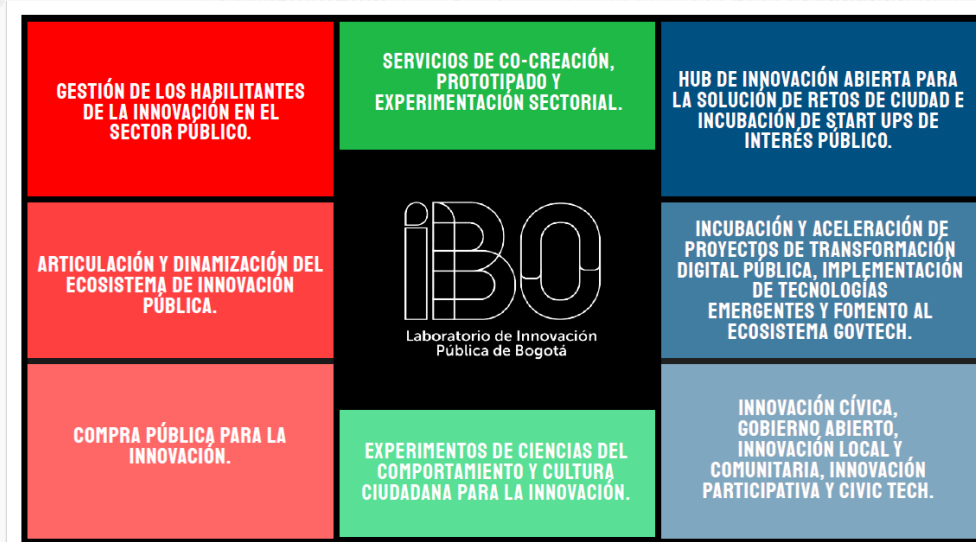 GESTIÓN DE LOS HABILITANTES
DE LA INNOVACIÓN EN EL
SECTOR PÚBLICO.
SERVICIOS DE CO-CREACIÓN,
PROTOTIPADO Y
EXPERIMENTACIÓN SECTORIAL.
HUB DE INNOVACIÓN ABIERTA PARA
LA SOLUCIÓN DE RETOS DE CIUDAD E
INCUBACIÓN DE START UPS DE
INTERÉS PÚBLICO.
ARTICULACIÓN Y DINAMIZACIÓN DEL
ECOSISTEMA DE INNOVACIÓN
PÚBLICA.
iBO
Laboratorio de Innovación
Pública de Bogotá
INCUBACIÓN Y ACELERACIÓN DE
PROYECTOS DE TRANSFORMACIÓN
DIGITAL PÚBLICA, IMPLEMENTACIÓN
DE TECNOLOGÍAS
EMERGENTES Y FOMENTO AL
ECOSISTEMA GOVTECH.
COMPRA PÚBLICA PARA LA
INNOVACIÓN.
EXPERIMENTOS DE CIENCIAS DEL
COMPORTAMIENTO Y CULTURA
CIUDADANA PARA LA INNOVACIÓN.
INNOVACIÓN CÍVICA,
GOBIERNO ABIERTO,
INNOVACIÓN LOCAL Y
COMUNITARIA, INNOVACIÓN
PARTICIPATIVA Y CIVIC TECH.